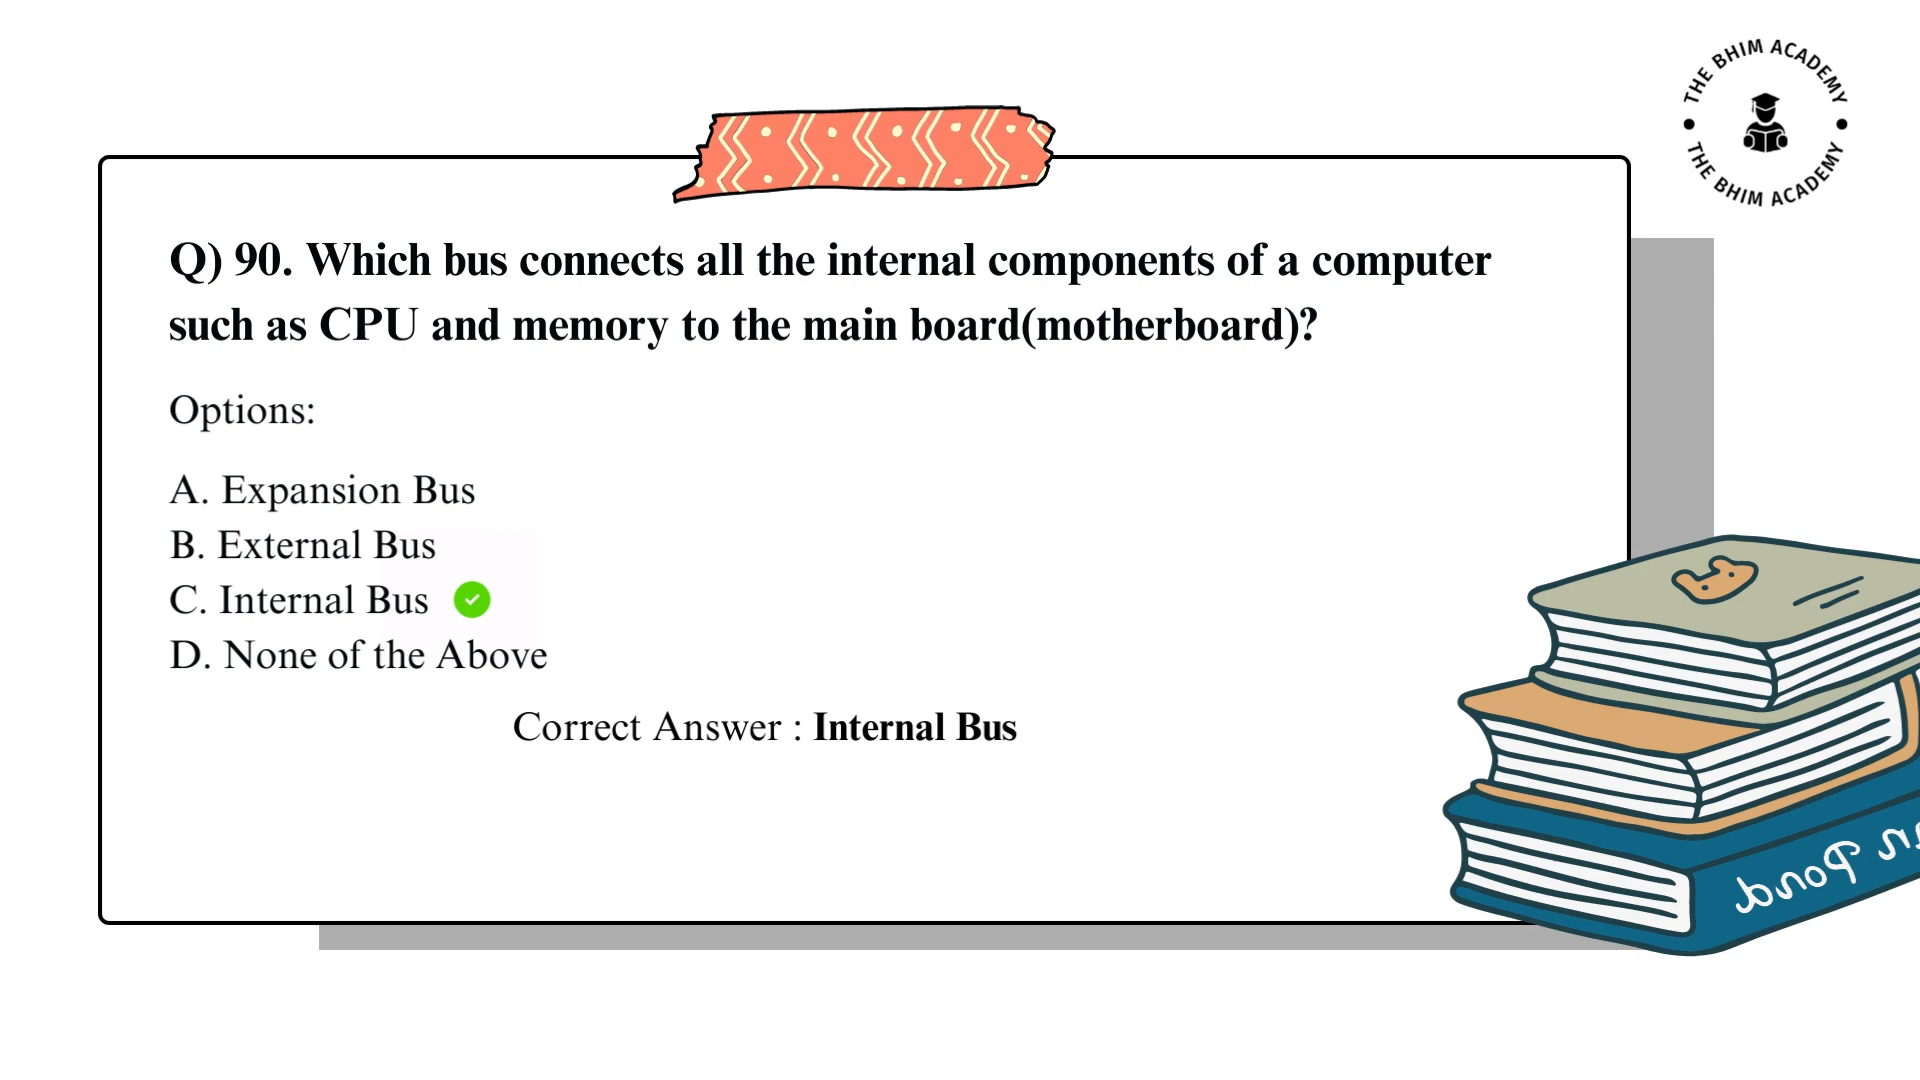 THE BHIM ACADEMY
THE BHIM ACADEMY
Q) 90. Which bus connects all the internal components of a computer
such as CPU and memory to the main board(motherboard)?
Options:
A. Expansion Bus
B. External Bus
C. Internal Bus
D. None of the Above
Correct Answer : Internal Bus
Pond